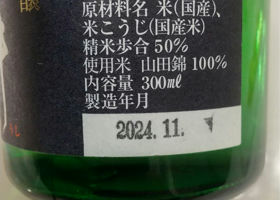 醸
原材料名 米(国産)、
米こうじ(国産米)
精米歩合 50%
使用米 山田錦 100%
内容量 300㎖
製造年月
2024.11.